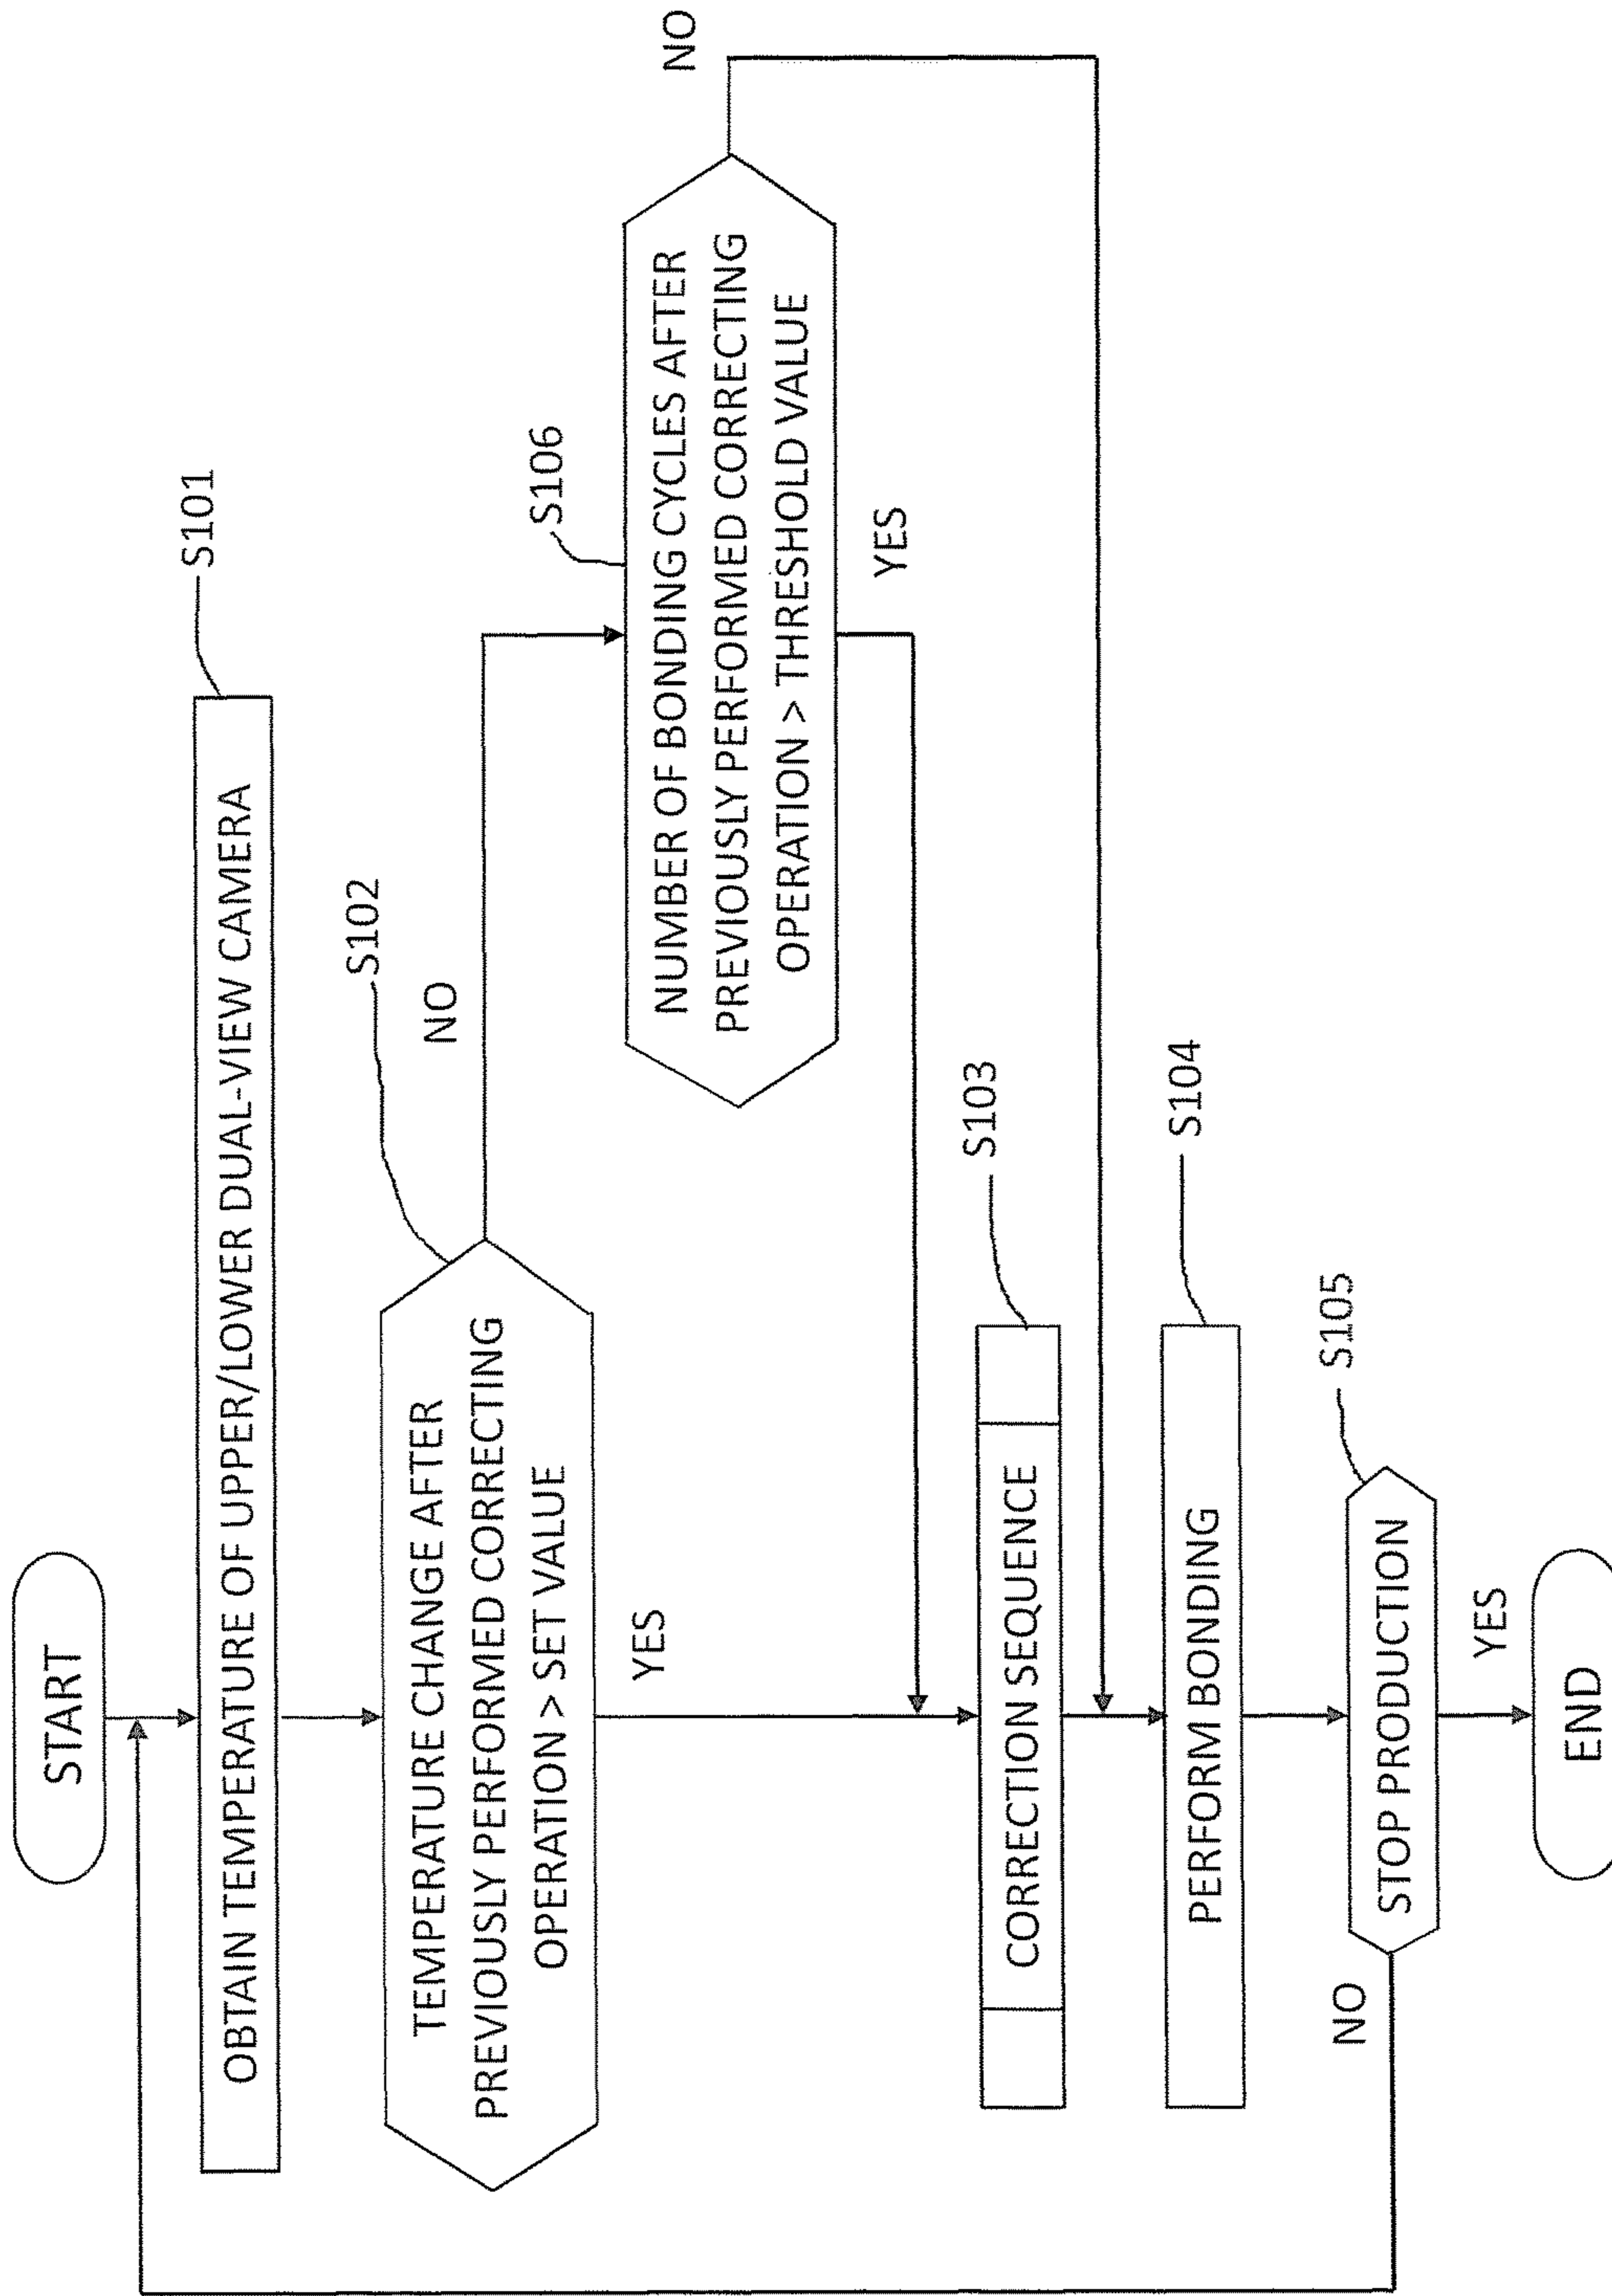 START
S101
OBTAIN TEMPERATURE OF UPPER/LOWER DUAL-VIEW CAMERA
S102
TEMPERATURE CHANGE AFTER
PREVIOUSLY PERFORMED CORRECTING
OPERATION > SET VALUE
NO
YES
S106
NUMBER OF BONDING CYCLES AFTER
PREVIOUSLY PERFORMED CORRECTING
OPERATION > THRESHOLD VALUE
NO
YES
S103
CORRECTION SEQUENCE
S104
PERFORM BONDING
S105
STOP PRODUCTION
NO
YES
END